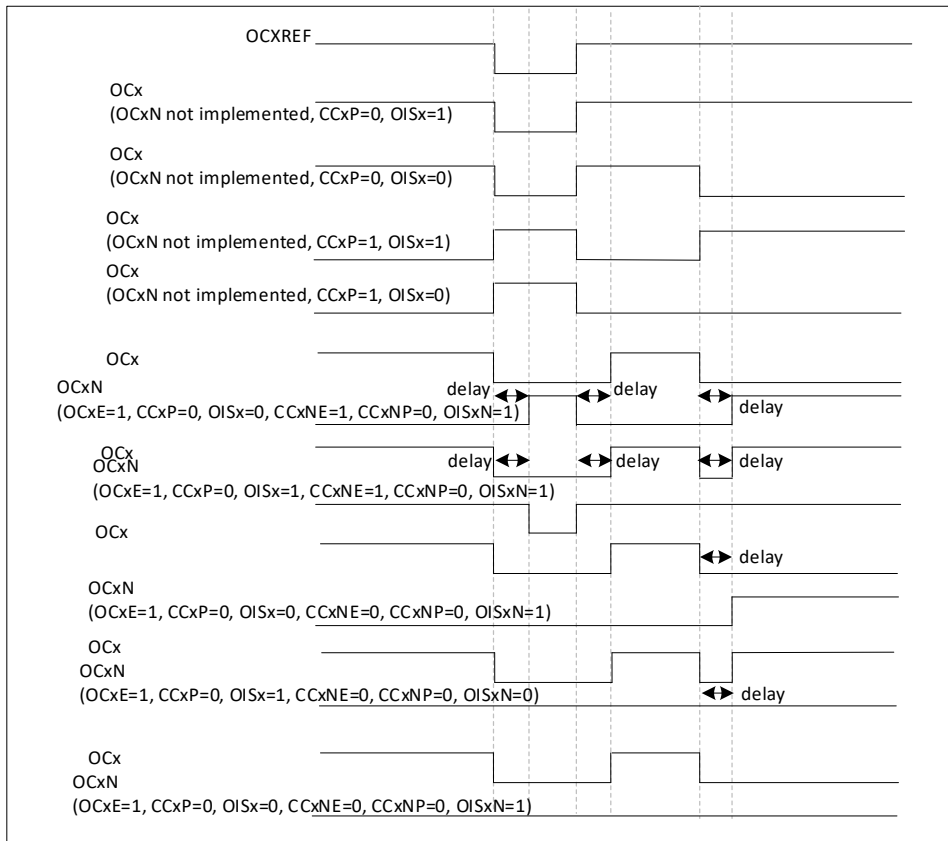 OCXREF
OCx
(OCxN not implemented, CCxP=0, OISx=1)
OCx
(OCxN not implemented, CCxP=0, OISx=0)
OCx
(OCxN not implemented, CCxP=1, OISx=1)
OCx
(OCxN not implemented, CCxP=1, OISx=0)
OCx
OCxN
delay
delay
delay
(OCxE=1, CCxP=0, OISx=0, CCxNE=1, CCxNP=0, OISxN=1)
OCx
OCxN
delay
delay
delay
(OCxE=1, CCxP=0, OISx=1, CCxNE=1, CCxNP=0, OISxN=1)
OCx
delay
OCxN
(OCxE=1, CCxP=0, OISx=0, CCxNE=0, CCxNP=0, OISxN=1)
OCx
OCxN
(OCxE=1, CCxP=0, OISx=1, CCxNE=0, CCxNP=0, OISxN=0)
delay
OCx
OCxN
(OCxE=1, CCxP=0, OISx=0, CCxNE=0, CCxNP=0, OISxN=1)